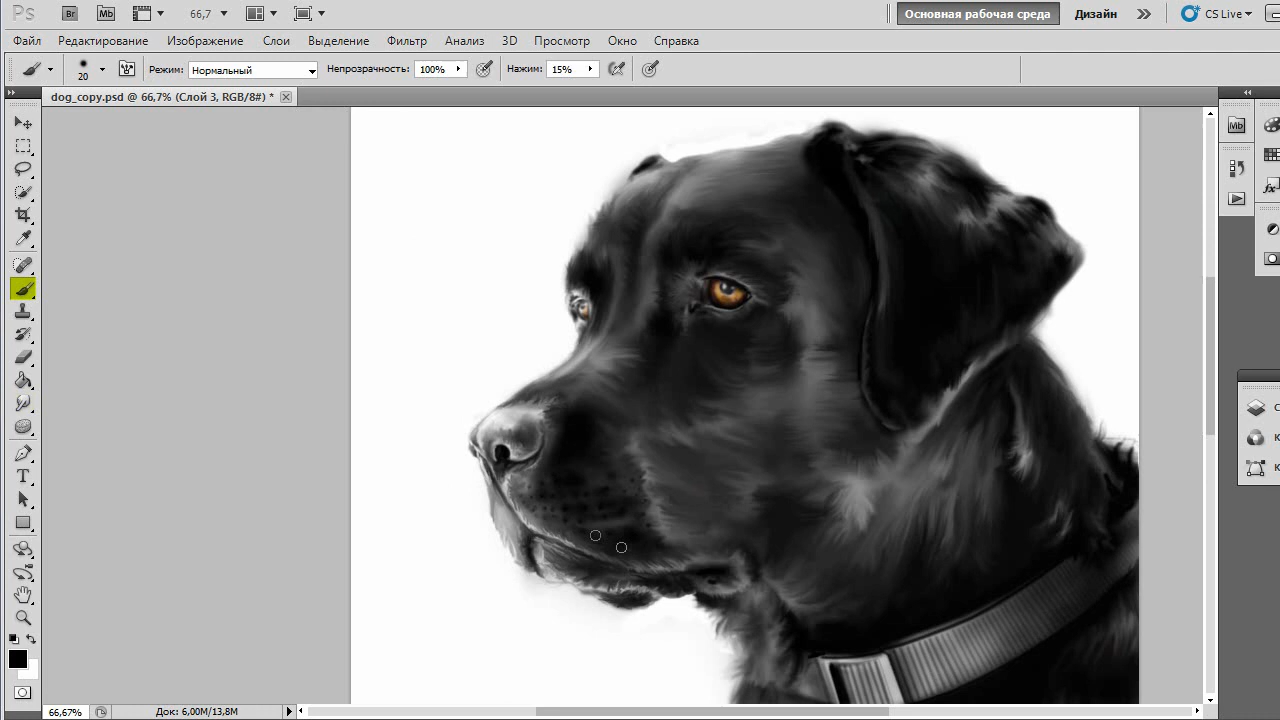 Ps Br Mb 66,7 Основная рабочая среда Дизайн CS Live
Файл Редактирование Изображение Слои Выделение Фильтр Анализ 3D Просмотр Окно Справка
20 Режим: Нормальный Непрозрачность: 100% Нажим: 15%
dog_copy.psd @ 66,7% (Слой 3, RGB/8#) *
Mb
fx
С
К
T
К
66,67% Док: 6,00M/13,8M